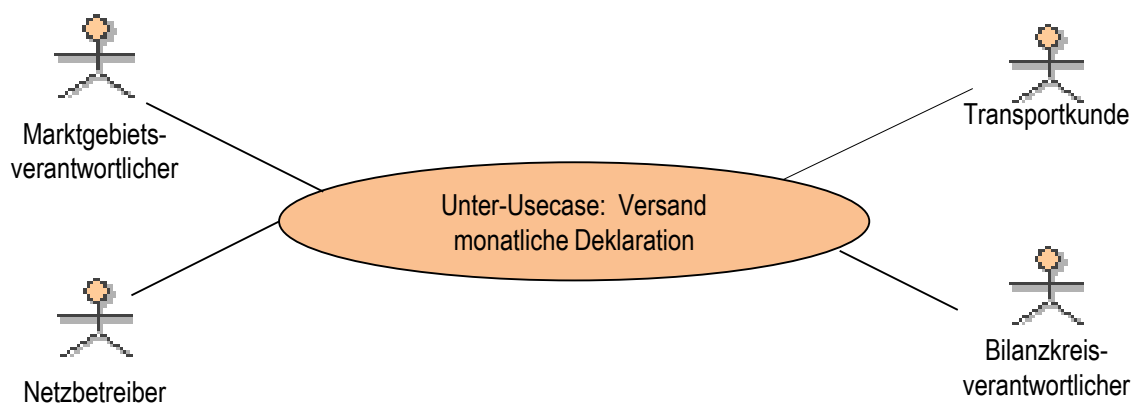 Marktgebiets-
verantwortlicher
Transportkunde
Unter-Usecase: Versand
monatliche Deklaration
Netzbetreiber
Bilanzkreis-
verantwortlicher